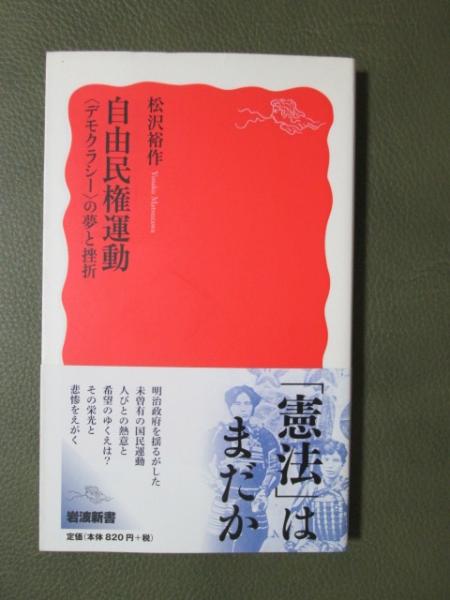 松沢裕作
Yusaku Matsuzawa
自由民権運動
〈デモクラシー〉の夢と挫折
「憲法」は
まだか
明治政府を揺るがした
未曽有の国民運動
人びとの熱意と
希望のゆくえは？
その栄光と
悲惨をえがく
岩波新書
定価（本体820円+税）